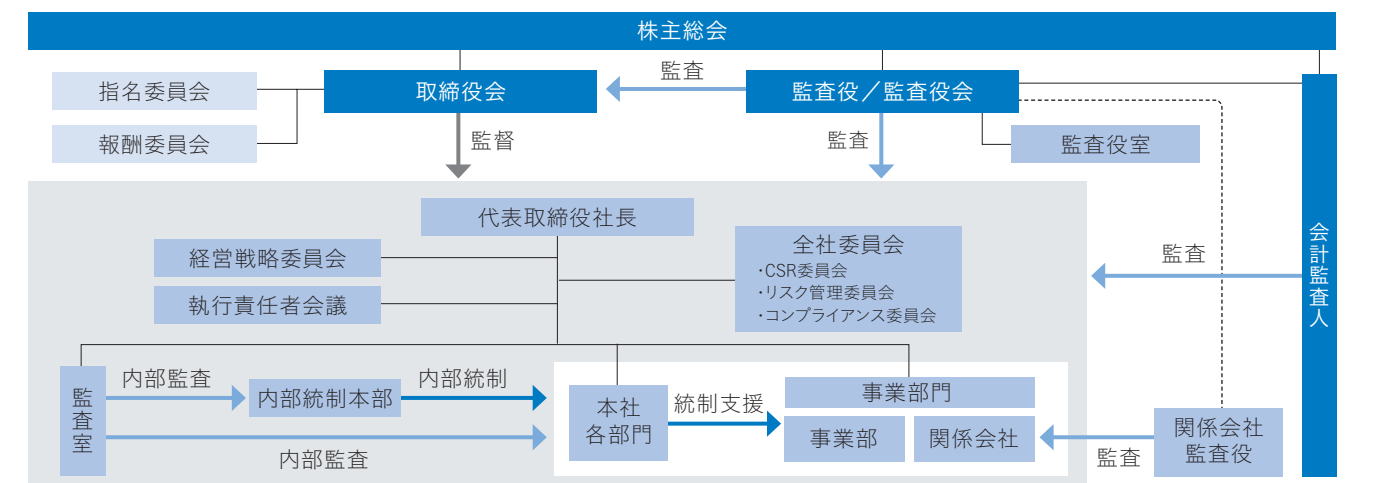 株主総会
指名委員会
取締役会
監査
監査役／監査役会
報酬委員会
監督
監査
監査役室
代表取締役社長
経営戦略委員会
執行責任者会議
全社委員会
・CSR委員会
・リスク管理委員会
・コンプライアンス委員会
監査
会計監査人
監査室
内部監査
内部統制本部
内部統制
内部監査
本社
各部門
統制支援
事業部門
事業部
関係会社
監査
関係会社
監査役